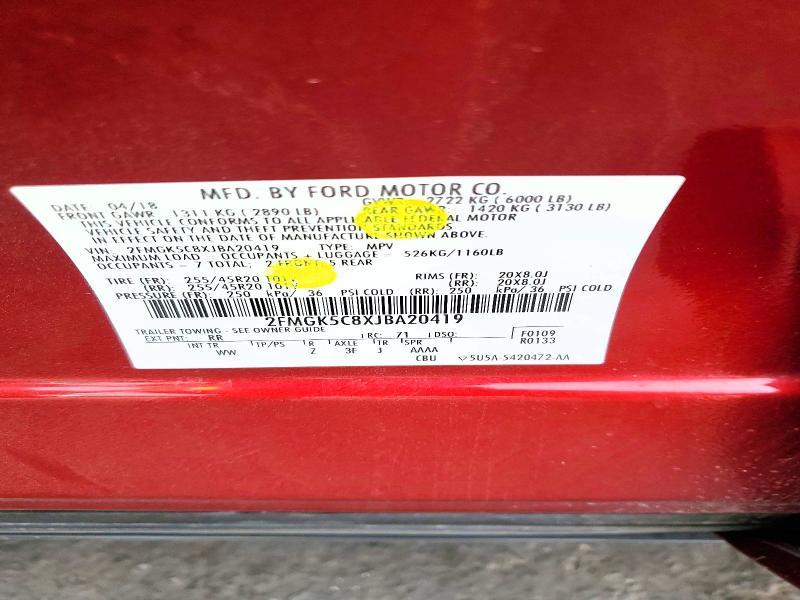 MFD. BY FORD MOTOR CO.
DATE 04/18 GVWR 2722 KG ( 6000 LB)
FRONT GAWR 1311 KG ( 2890 LB) REAR GAWR 1420 KG ( 3130 LB)
THIS VEHICLE CONFORMS TO ALL APPLICABLE FEDERAL MOTOR
VEHICLE SAFETY AND THEFT PREVENTION STANDARDS
IN EFFECT ON THE DATE OF MANUFACTURE SHOWN ABOVE.
VIN: 2FMGK5C8XJBA20419 TYPE: MPV
MAXIMUM LOAD - OCCUPANTS + LUGGAGE - 526KG/1160LB
OCCUPANTS - 7 TOTAL; 2 FRONT, 5 REAR
TIRE (FR): 255/45R20 101V RIMS (FR): 20X8.0J
(RR): 255/45R20 101V (RR): 20X8.0J
PRESSURE (FR): 250 kPa/ 36 PSI COLD (RR): 250 kPa/ 36 PSI COLD
2FMGK5C8XJBA20419
TRAILER TOWING - SEE OWNER GUIDE
EXT PNT: RR RC: 71 DSO: F0109
R0133
INT TR TP/PS R AXLE TR SPR
WW Z 3F J AAAA
CBU 5U5A-5420472-AA